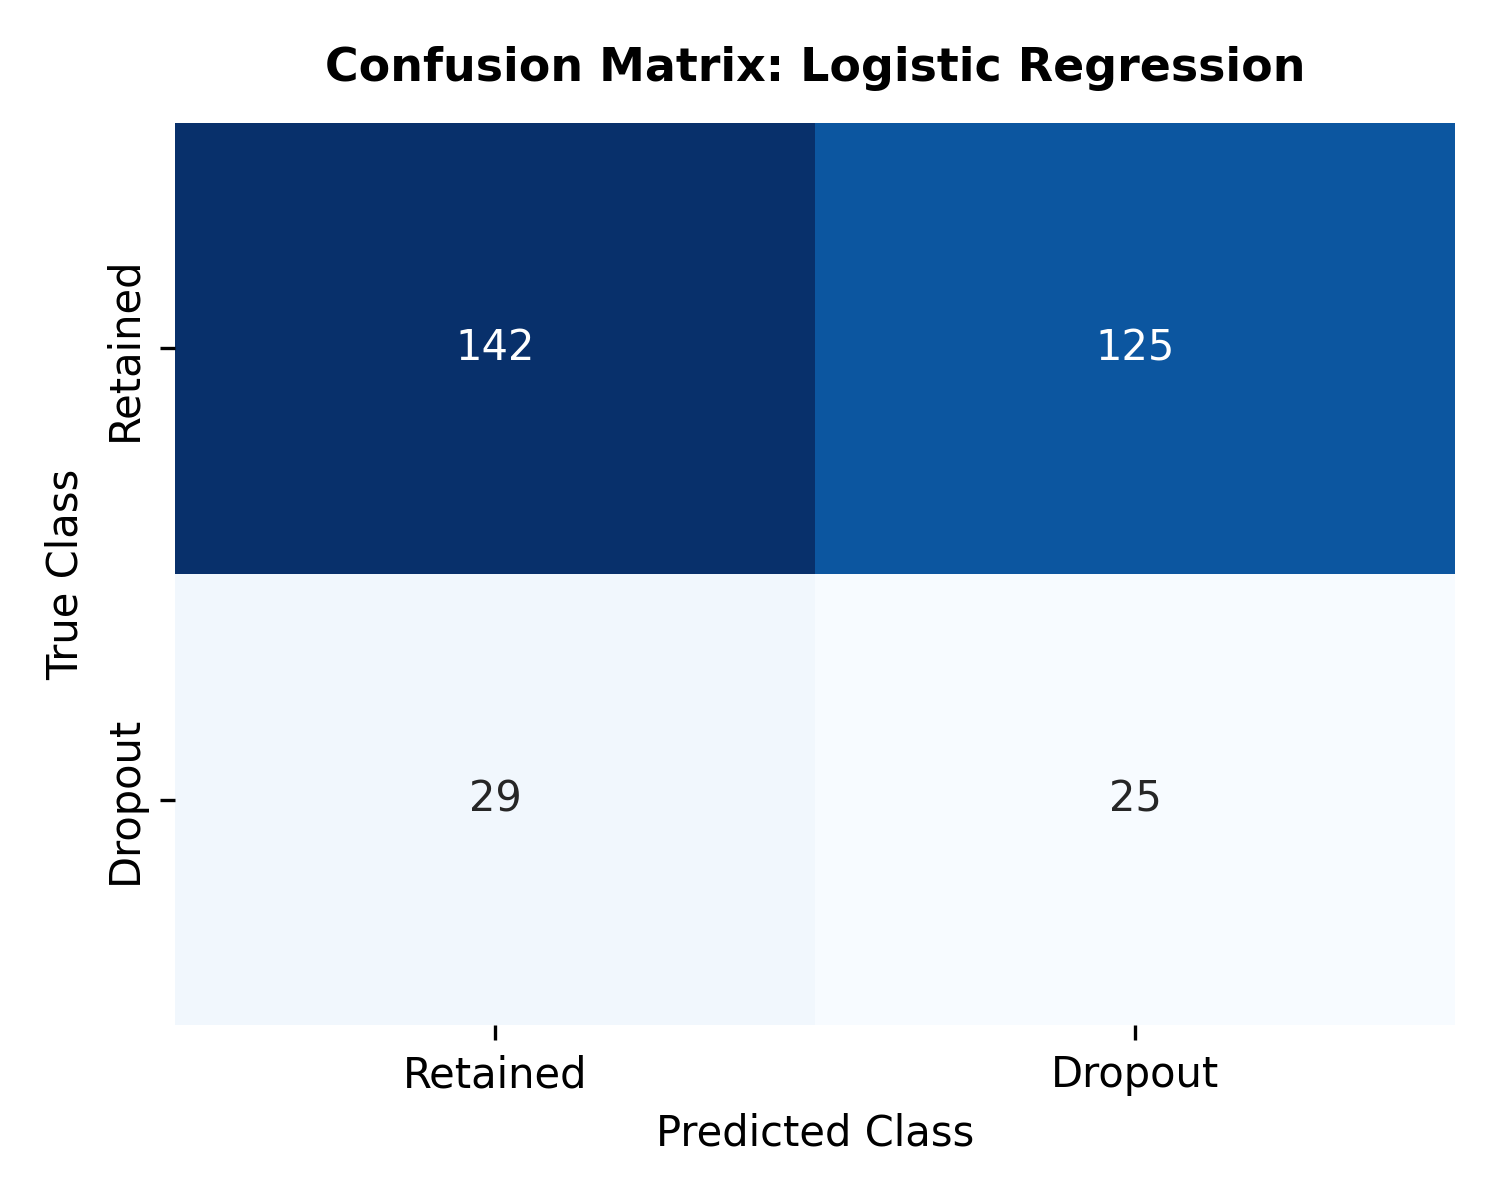 Confusion Matrix: Logistic Regression
True Class
Retained
142
125
Dropout
29
25
Retained
Dropout
Predicted Class